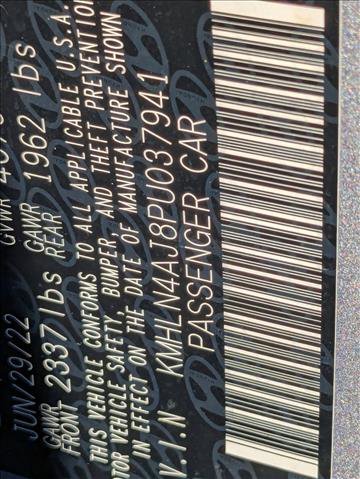 GVWR
JUN/29/22
GAWR FRONT 2337 lbs GAWR REAR 1962 lbs
THIS VEHICLE CONFORMS TO ALL APPLICABLE U.S.A.
VEHICLE SAFETY, BUMPER, AND THEFT PREVENTION
IN EFFECT ON THE DATE OF MANUFACTURE SHOWN
V.I.N KMHLN4AJ8PU037941
PASSENGER CAR